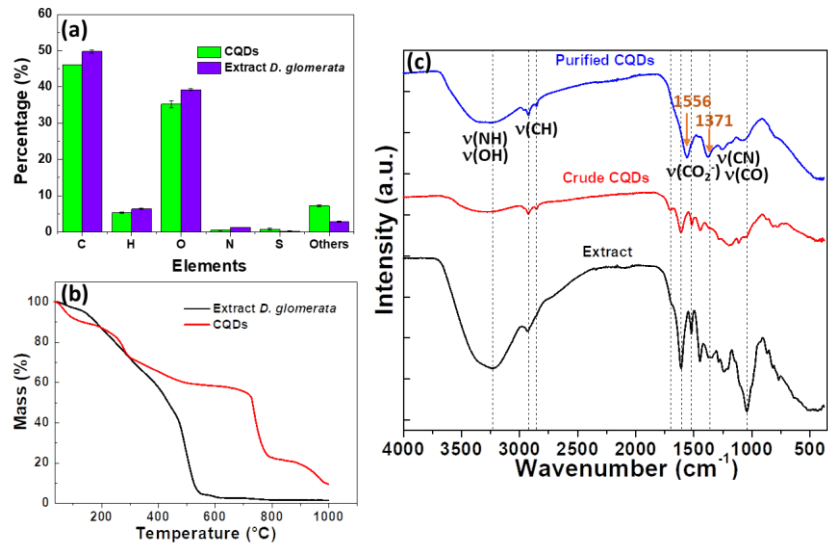 (a)
CQDs
Extract D. glomerata
60
50
40
30
20
10
0
Percentage (%)
C H O N S Others
Elements
(b)
Extract D. glomerata
CQDs
100
80
60
40
20
0
Mass (%)
200 400 600 800 1000
Temperature (°C)
(c)
Purified CQDs
1556
1371
ν(NH)
ν(OH)
ν(CH)
ν(CO₂⁻)
ν(CN)
ν(CO)
Crude CQDs
Extract
Intensity (a.u.)
4000 3500 3000 2500 2000 1500 1000 500
Wavenumber (cm⁻¹)